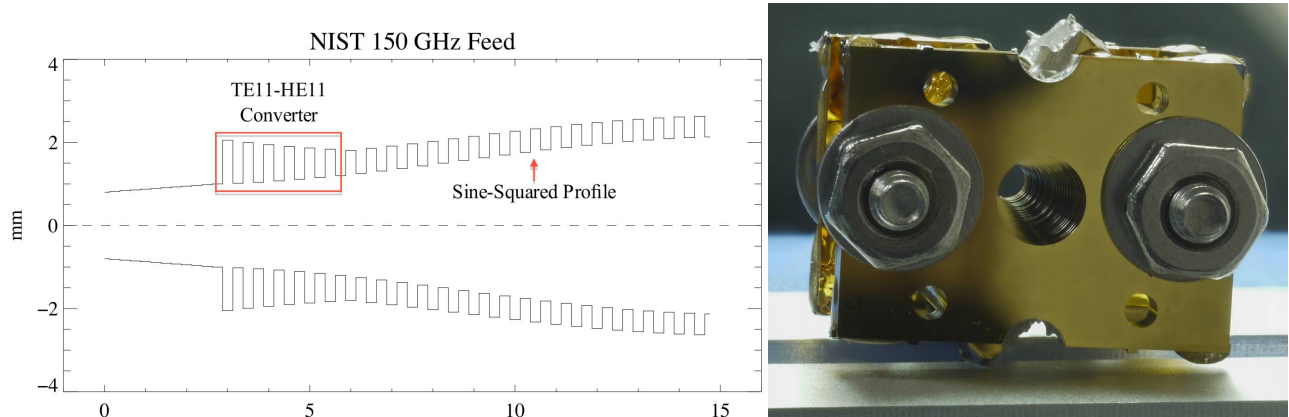 NIST 150 GHz Feed
4
TE11-HE11
Converter
2
Sine-Squared Profile
mm
0
−2
−4
0 5 10 15